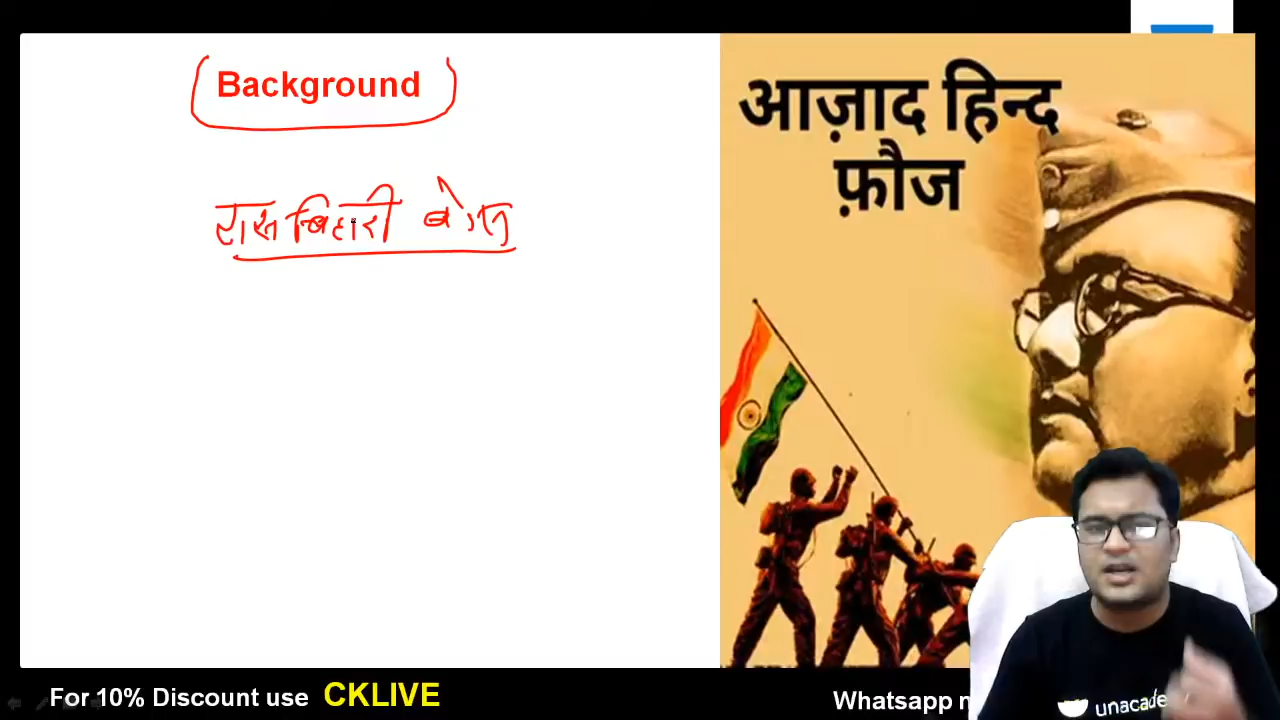 Background
रास बिहारी बोस
आज़ाद हिन्द
फ़ौज
unacade
For 10% Discount use CKLIVE
Whatsapp